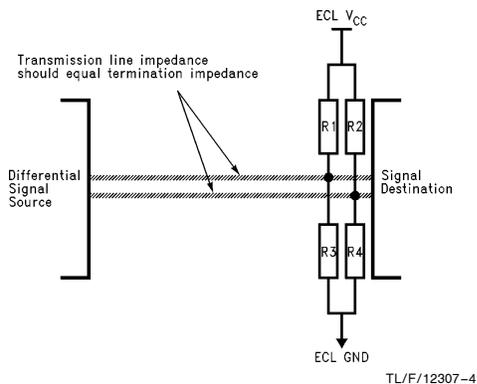 ECL VCC
Transmission line impedance
should equal termination impedance
R1 R2
Differential
Signal
Source
Signal
Destination
R3 R4
ECL GND
TL/F/12307-4